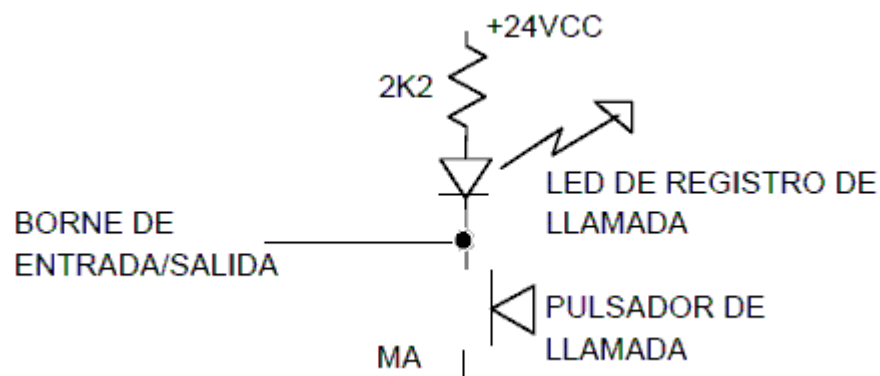 +24VCC
2K2
LED DE REGISTRO DE
LLAMADA
BORNE DE
ENTRADA/SALIDA
PULSADOR DE
LLAMADA
MA